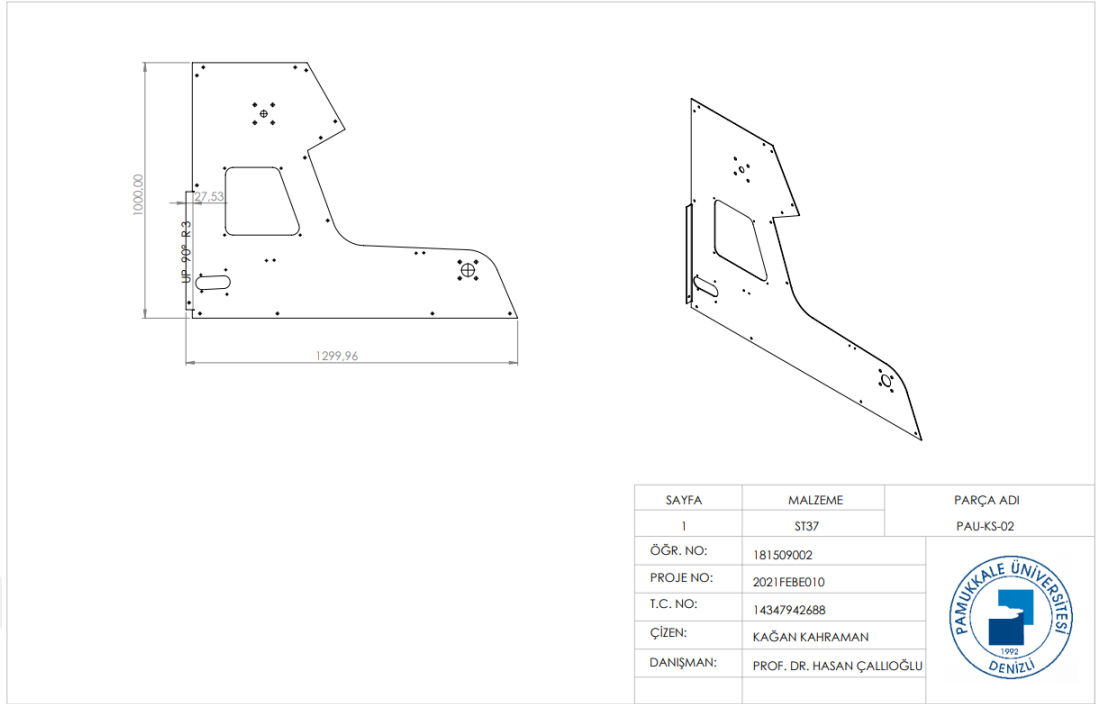 1000,00
27,53
UP 90° R 3
1299,96
SAYFA MALZEME PARÇA ADI
1 ST37 PAU-KS-02
ÖĞR. NO: 181509002
PROJE NO: 2021FEBE010
T.C. NO: 14347942688
ÇİZEN: KAĞAN KAHRAMAN
DANIŞMAN: PROF. DR. HASAN ÇALLIOĞLU
PAMUKKALE ÜNİVERSİTESİ
1992
DENİZLİ